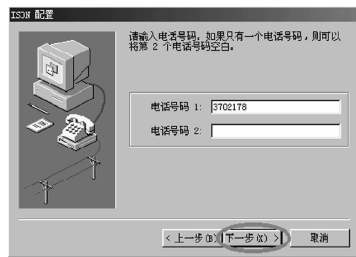 ISDN 配置
请输入电话号码。如果只有一个电话号码，则可以
将第 2 个电话号码空白。
电话号码 1: 3702178
电话号码 2:
< 上一步(B) 下一步(N) > 取消